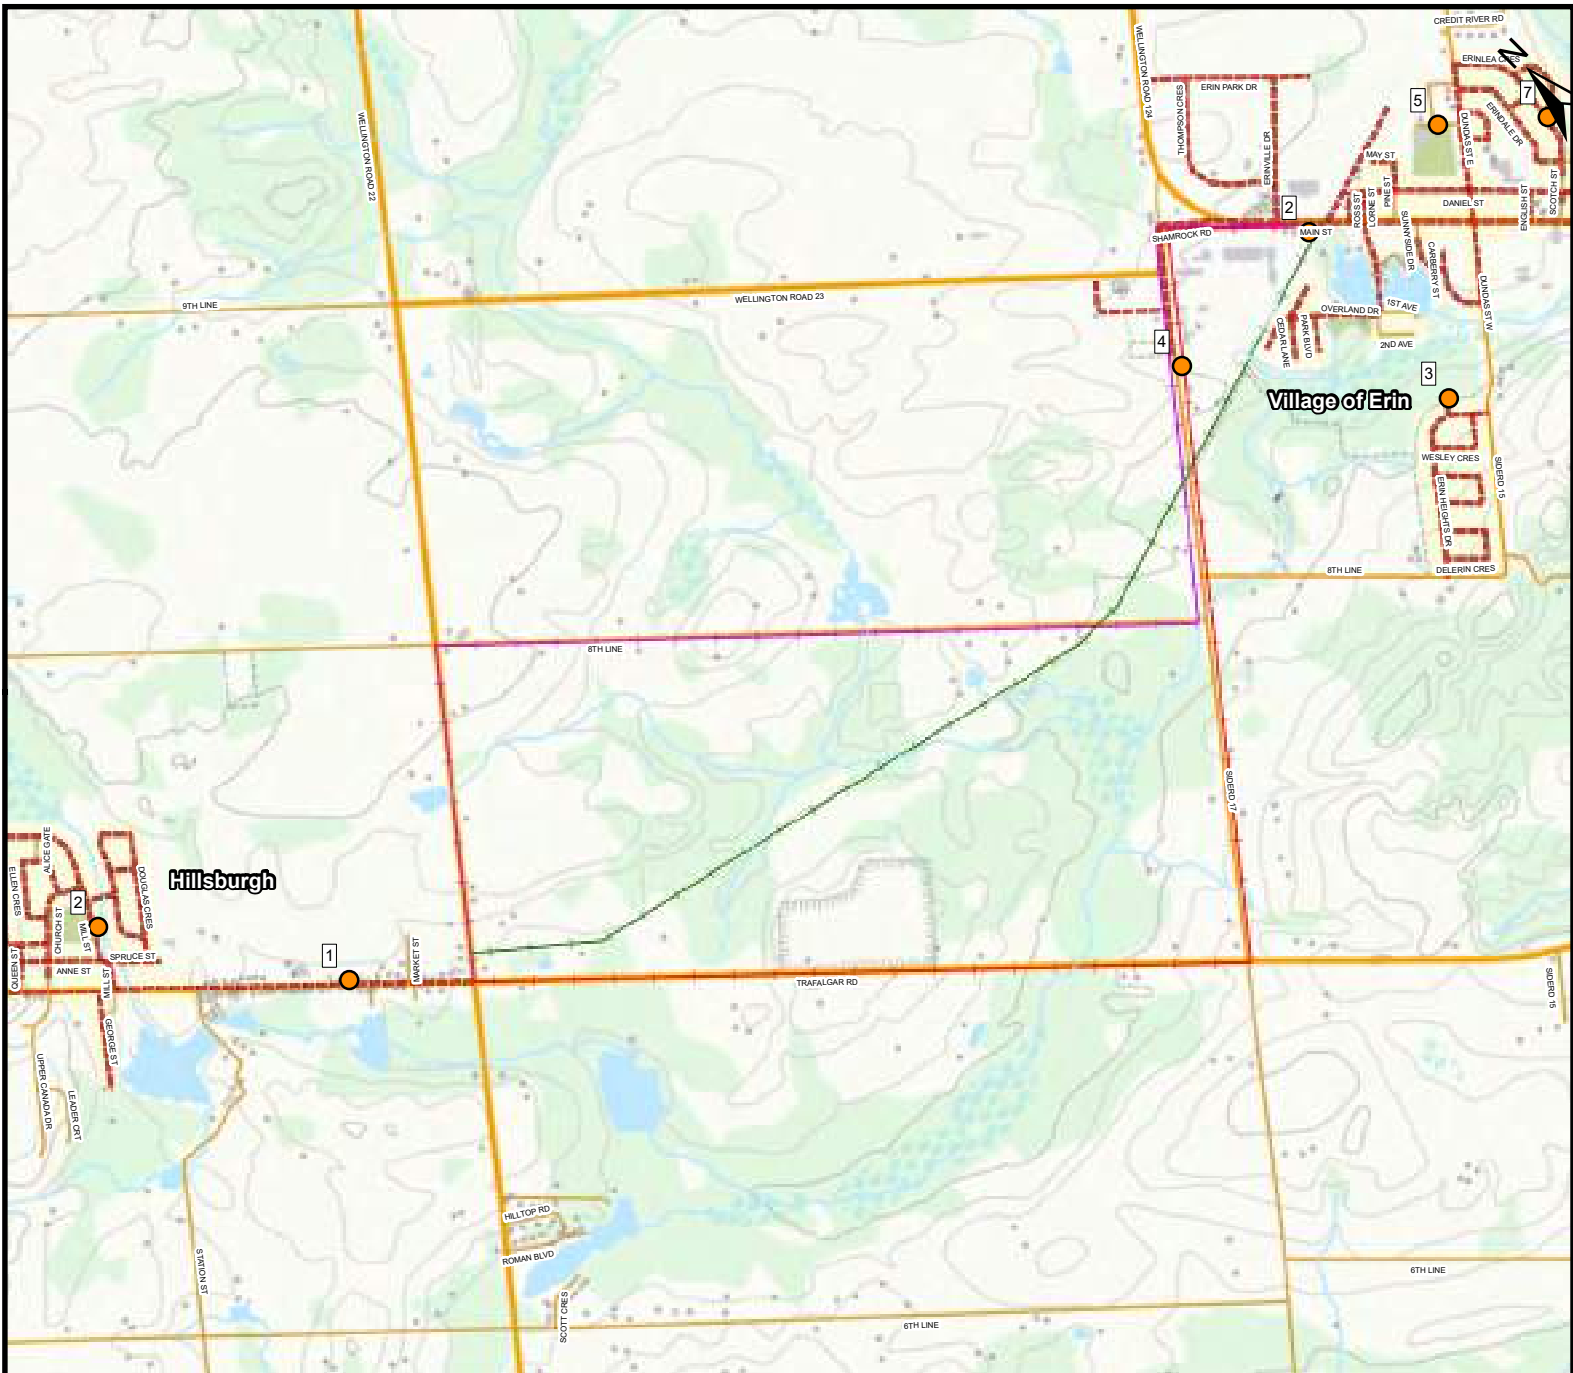 CREDIT RIVER RD
N
ERINLEA CRES
WELLINGTON ROAD 124
ERIN PARK DR
THOMPSON CRES
5
7
ERINDALE DR
DUNDAS ST E
WELLINGTON ROAD 22
ERINVILLE DR
MAY ST
PINE ST
SCOTCH ST
ENGLISH ST
ROSS ST
LORNE ST
DANIEL ST
2
MAIN ST
SHAMROCK RD
SUNNYSIDE DR
CARBERRY ST
DUNDAS ST W
9TH LINE
WELLINGTON ROAD 23
1ST AVE
OVERLAND DR
CEDAR LANE
PARK BLVD
2ND AVE
4
3
Village of Erin
WESLEY CRES
SIDERD 15
ERIN HEIGHTS DR
8TH LINE
DELERIN CRES
8TH LINE
SIDERD 17
ALICE GATE
ELLEN CRES
DOUGLAS CRES
Hillsburgh
2
CHURCH ST
MILL ST
QUEEN ST
SPRUCE ST
ANNE ST
MILL ST
1
MARKET ST
TRAFALGAR RD
SIDERD 15
GEORGE ST
UPPER CANADA DR
LEADER CRT
HILLTOP RD
ROMAN BLVD
STATION ST
SCOTT CRES
6TH LINE
6TH LINE